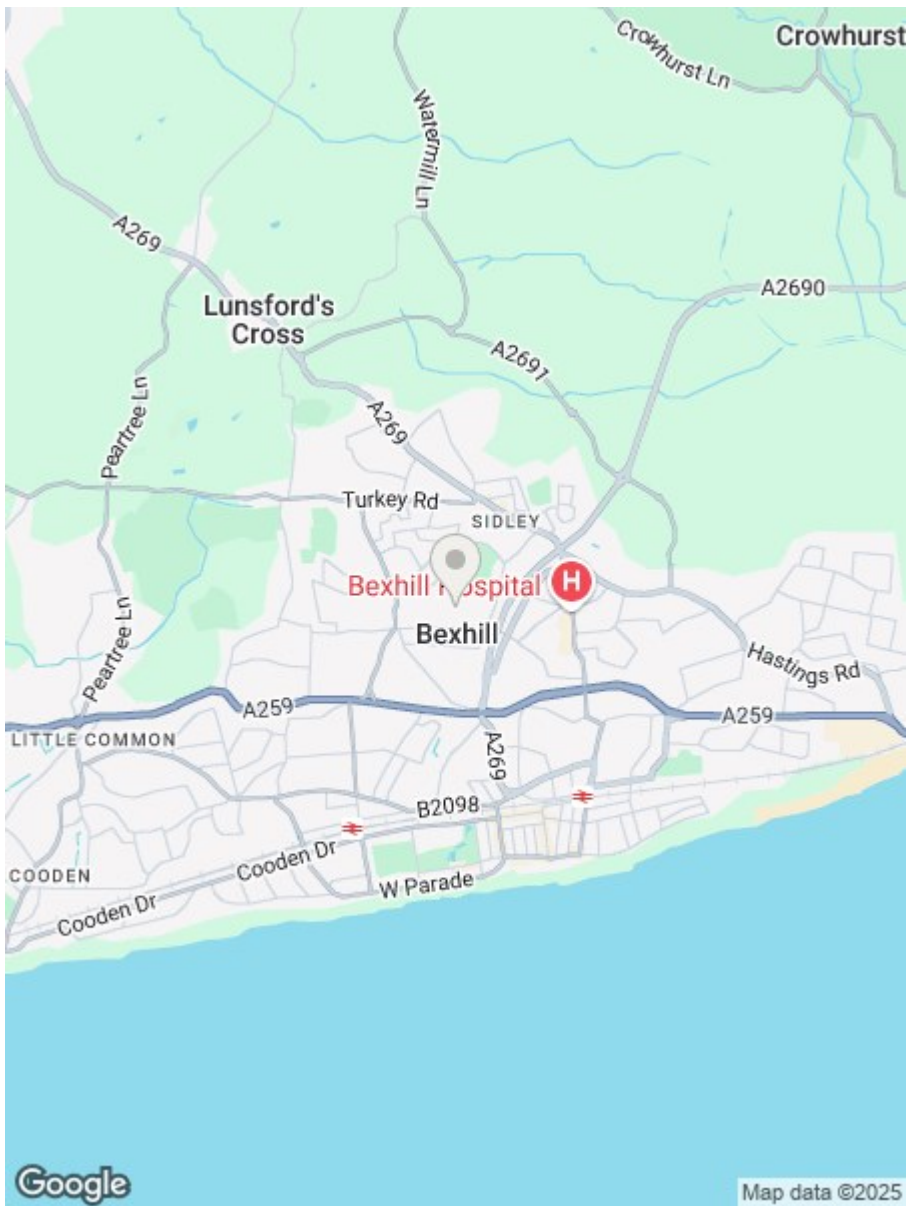 Crowhurst
Crowhurst Ln
Watermill Ln
A269
A2690
Lunsford's
Cross
A2691
Peartree Ln
A269
Turkey Rd
SIDLEY
Bexhill Hospital
H
Bexhill
Peartree Ln
Hastings Rd
A259
A259
LITTLE COMMON
A269
B2098
Cooden Dr
COODEN
W Parade
Cooden Dr
Google
Map data ©2025